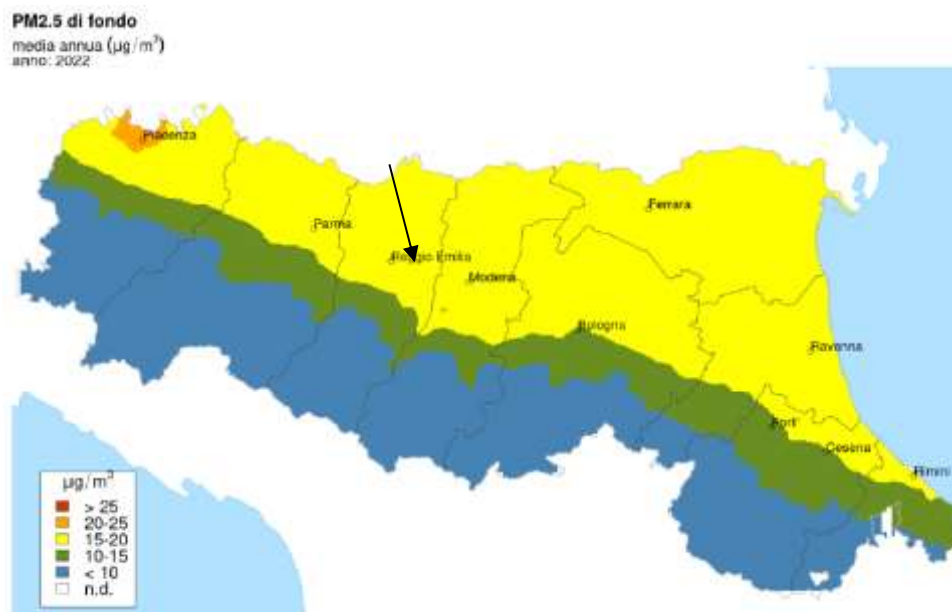 PM2.5 di fondo
media annua (µg/m³)
anno: 2022
Piacenza
Parma
Reggio Emilia
Modena
Ferrara
Bologna
Ravenna
Forlì
Cesena
Rimini
µg/m³
> 25
20-25
15-20
10-15
< 10
n.d.